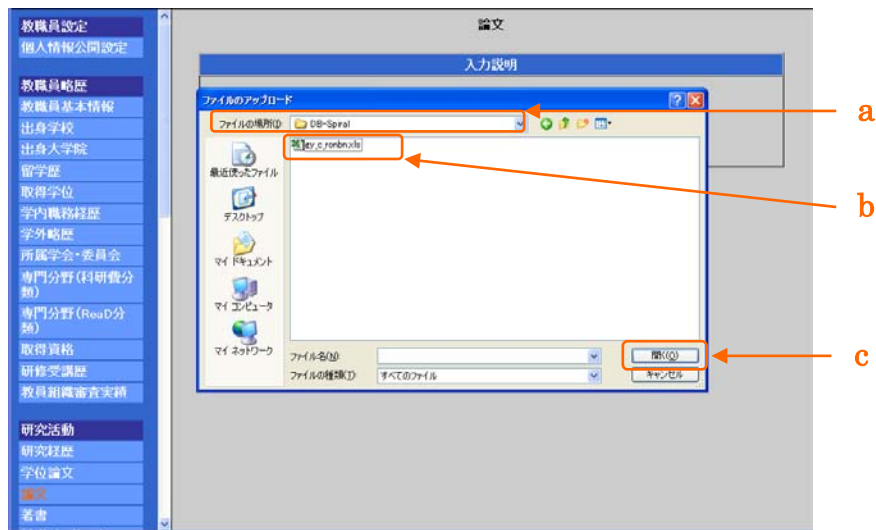 教職員設定
個人情報公開設定
教職員略歴
教職員基本情報
出身学校
出身大学院
留学歴
取得学位
学内職務経歴
学外略歴
所属学会・委員会
専門分野(科研費分
類)
専門分野(ReaD分
類)
取得資格
研修受講歴
教員組織審査実績
研究活動
研究経歴
学位論文
論文
著書
論文
入力説明
ファイルのアップロード
ファイルの場所(I):
DB-Spiral
ey_c_ronbn.xls
最近使ったファイル
デスクトップ
マイ ドキュメント
マイ コンピュータ
マイ ネットワーク
ファイル名(N):
開く(O)
ファイルの種類(T):
すべてのファイル
キャンセル
a
b
c